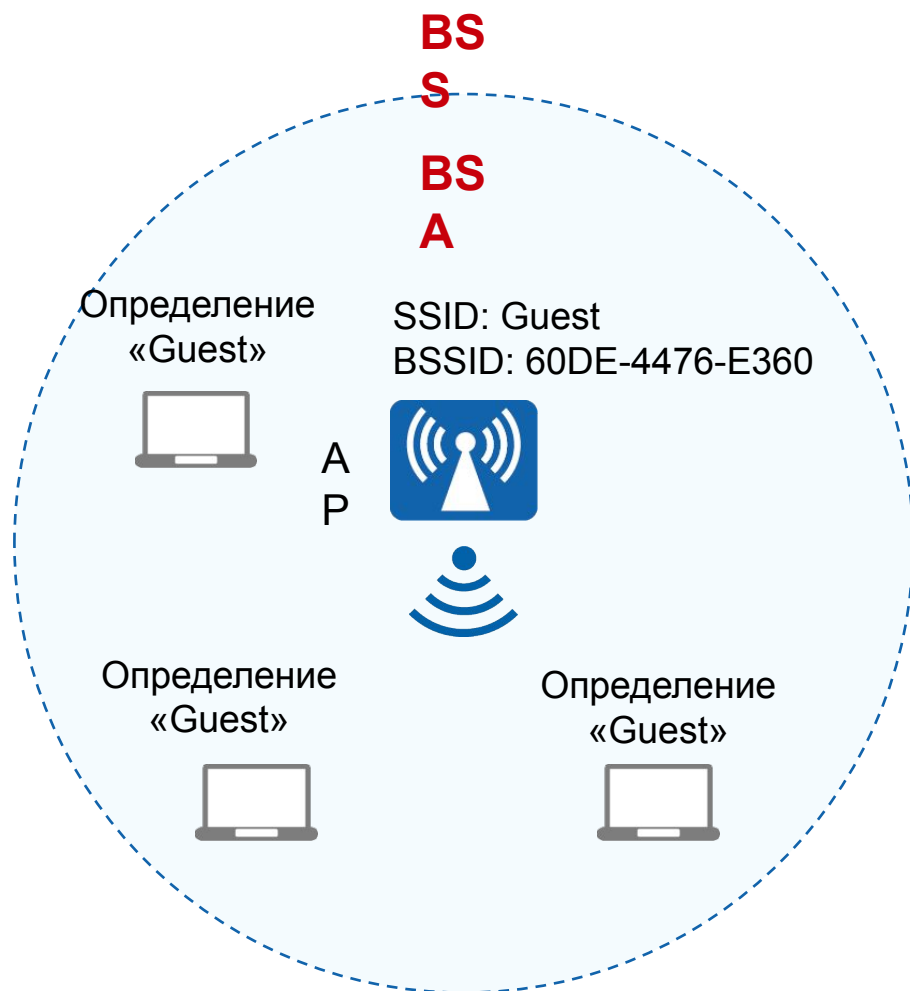 BS
S
BS
A
Определение
«Guest»
SSID: Guest
BSSID: 60DE-4476-E360
A
P
Определение
«Guest»
Определение
«Guest»